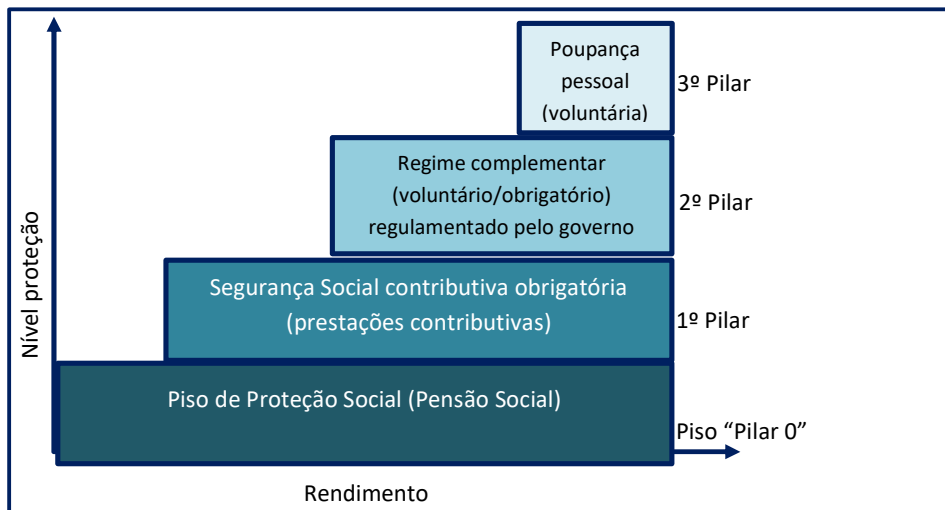 Poupança
pessoal
(voluntária)
3º Pilar
Regime complementar
(voluntário/obrigatório)
regulamentado pelo governo
2º Pilar
Segurança Social contributiva obrigatória
(prestações contributivas)
1º Pilar
Piso de Proteção Social (Pensão Social)
Piso “Pilar 0”
Nível proteção
Rendimento